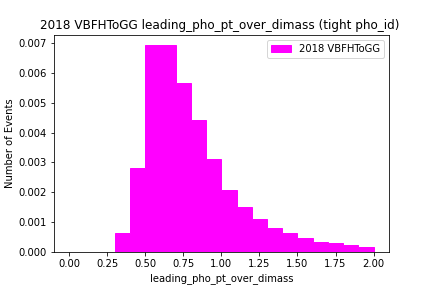 2018 VBFHToGG leading_pho_pt_over_dimass (tight pho_id)
2018 VBFHToGG
Number of Events
0.007
0.006
0.005
0.004
0.003
0.002
0.001
0.000
0.00 0.25 0.50 0.75 1.00 1.25 1.50 1.75 2.00
leading_pho_pt_over_dimass